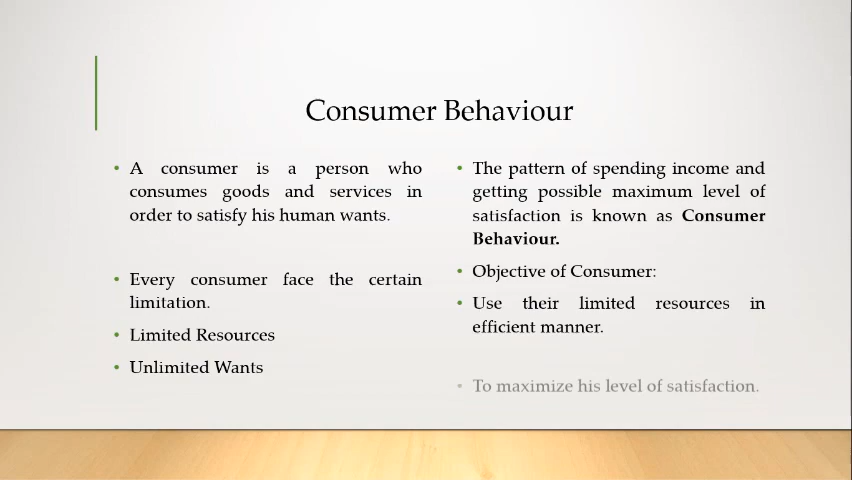 Consumer Behaviour
• A consumer is a person who
consumes goods and services in
order to satisfy his human wants.
• Every consumer face the certain
limitation.
• Limited Resources
• Unlimited Wants
• The pattern of spending income and
getting possible maximum level of
satisfaction is known as Consumer
Behaviour.
• Objective of Consumer:
• Use their limited resources in
efficient manner.
• To maximize his level of satisfaction.